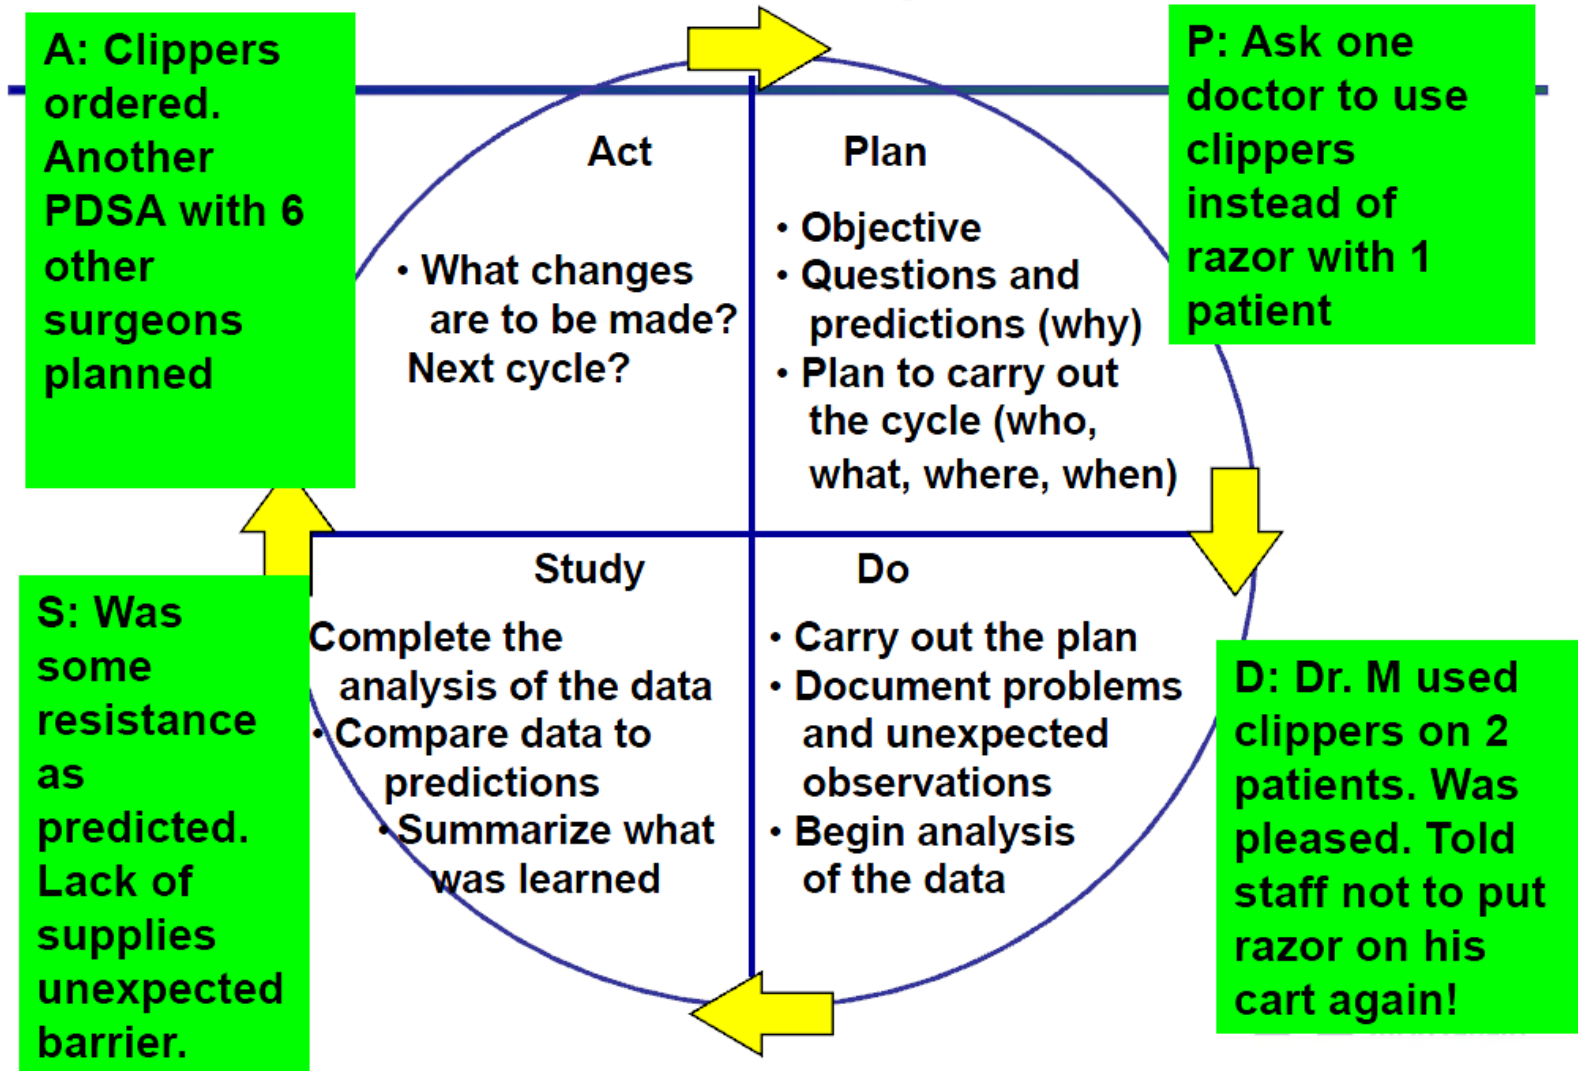 A: Clippers
ordered.
Another
PDSA with 6
other
surgeons
planned
P: Ask one
doctor to use
clippers
instead of
razor with 1
patient
Act
• What changes
are to be made?
Next cycle?
Plan
• Objective
• Questions and
predictions (why)
• Plan to carry out
the cycle (who,
what, where, when)
Study
Complete the
analysis of the data
• Compare data to
predictions
• Summarize what
was learned
Do
• Carry out the plan
• Document problems
and unexpected
observations
• Begin analysis
of the data
S: Was
some
resistance
as
predicted.
Lack of
supplies
unexpected
barrier.
D: Dr. M used
clippers on 2
patients. Was
pleased. Told
staff not to put
razor on his
cart again!